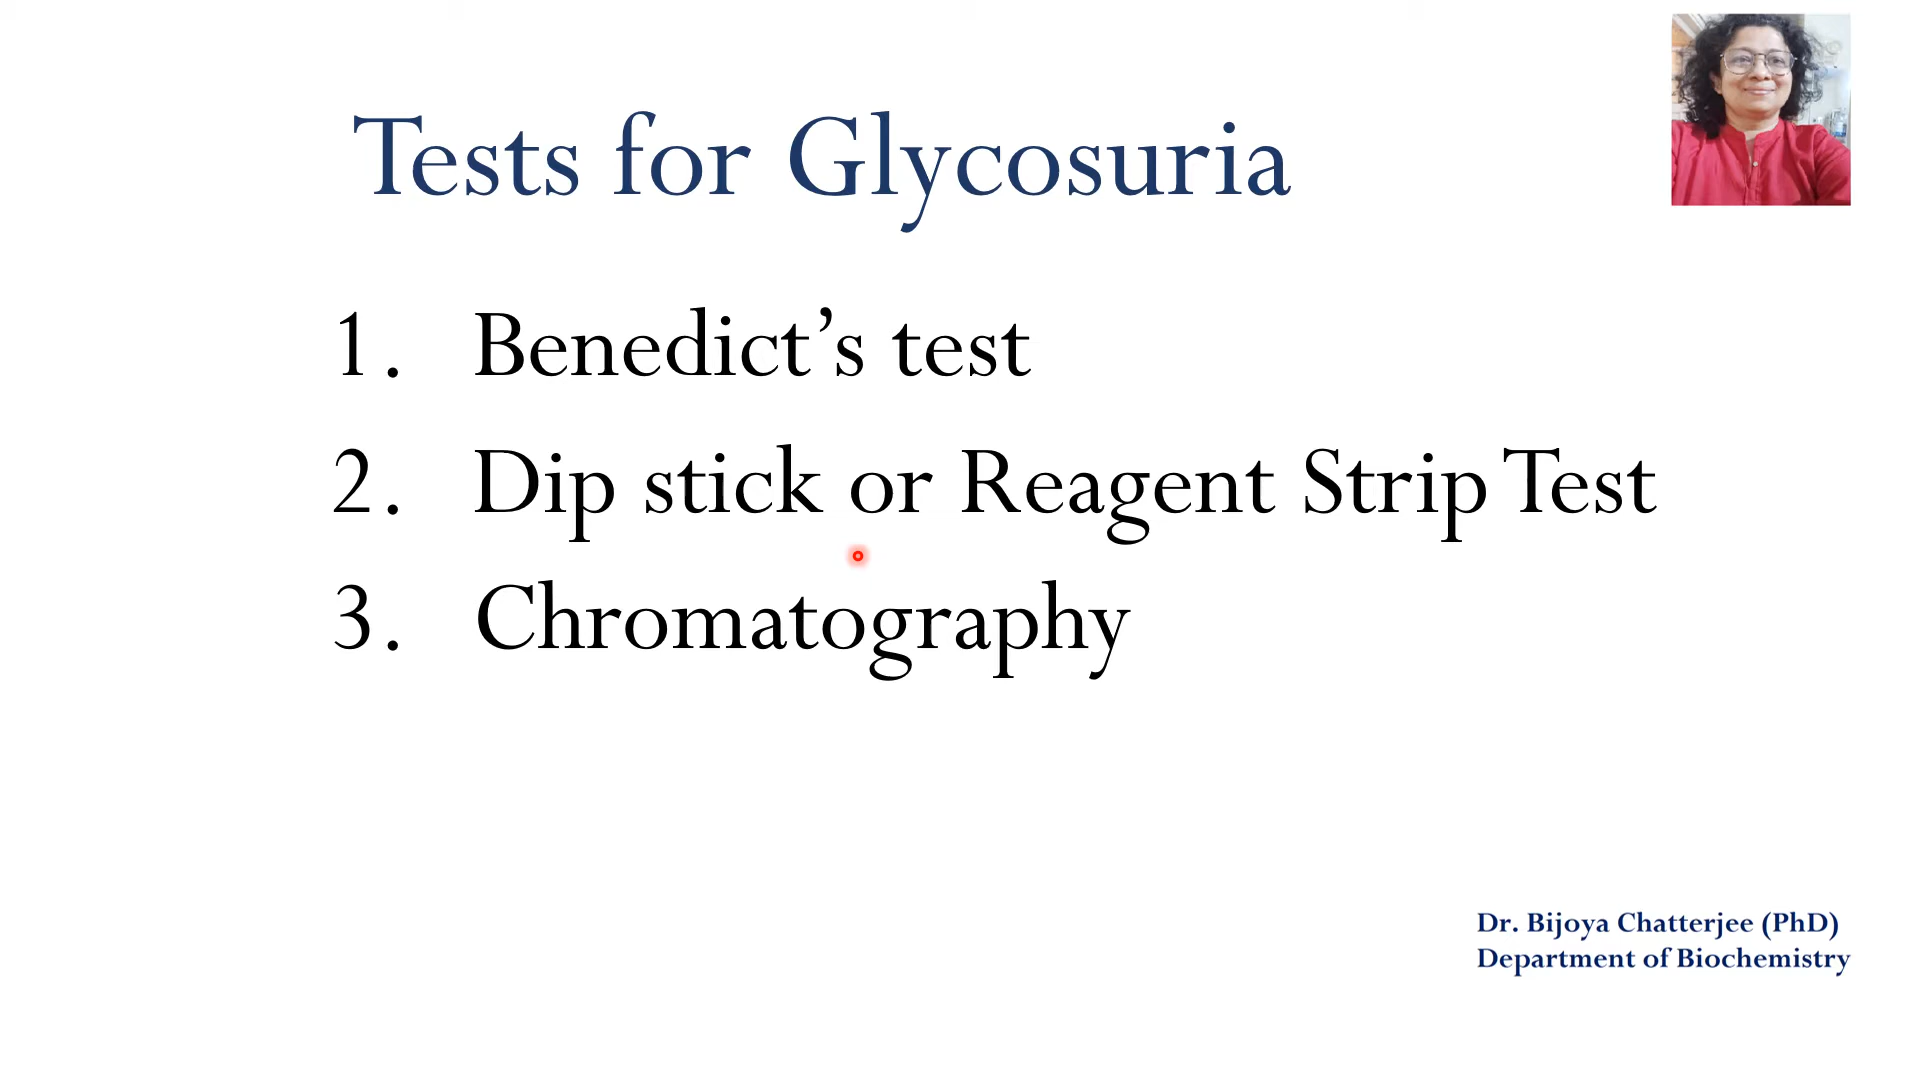 Tests for Glycosuria
1. Benedict’s test
2. Dip stick or Reagent Strip Test
3. Chromatography
Dr. Bijoya Chatterjee (PhD)
Department of Biochemistry